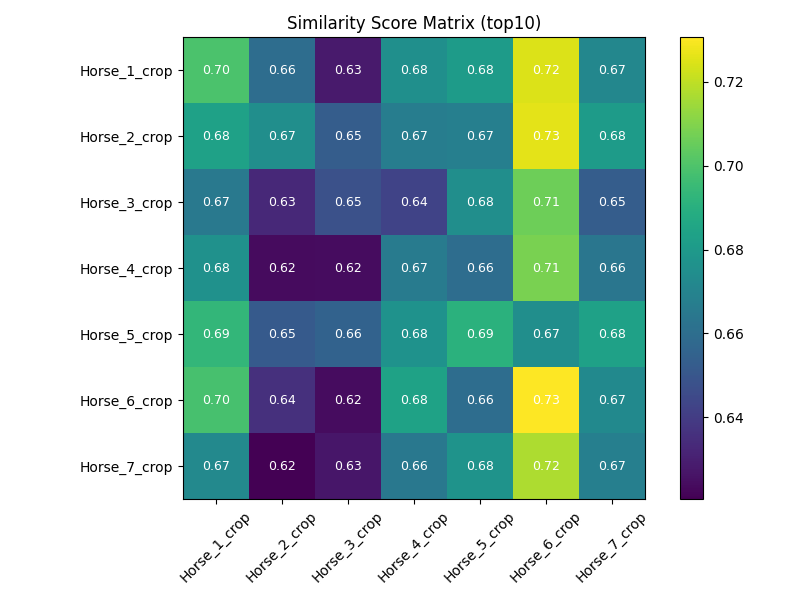 Similarity Score Matrix (top10)
Horse_1_crop 0.70 0.66 0.63 0.68 0.68 0.72 0.67
Horse_2_crop 0.68 0.67 0.65 0.67 0.67 0.73 0.68
Horse_3_crop 0.67 0.63 0.65 0.64 0.68 0.71 0.65
Horse_4_crop 0.68 0.62 0.62 0.67 0.66 0.71 0.66
Horse_5_crop 0.69 0.65 0.66 0.68 0.69 0.67 0.68
Horse_6_crop 0.70 0.64 0.62 0.68 0.66 0.73 0.67
Horse_7_crop 0.67 0.62 0.63 0.66 0.68 0.72 0.67
Horse_1_crop Horse_2_crop Horse_3_crop Horse_4_crop Horse_5_crop Horse_6_crop Horse_7_crop
0.72
0.70
0.68
0.66
0.64